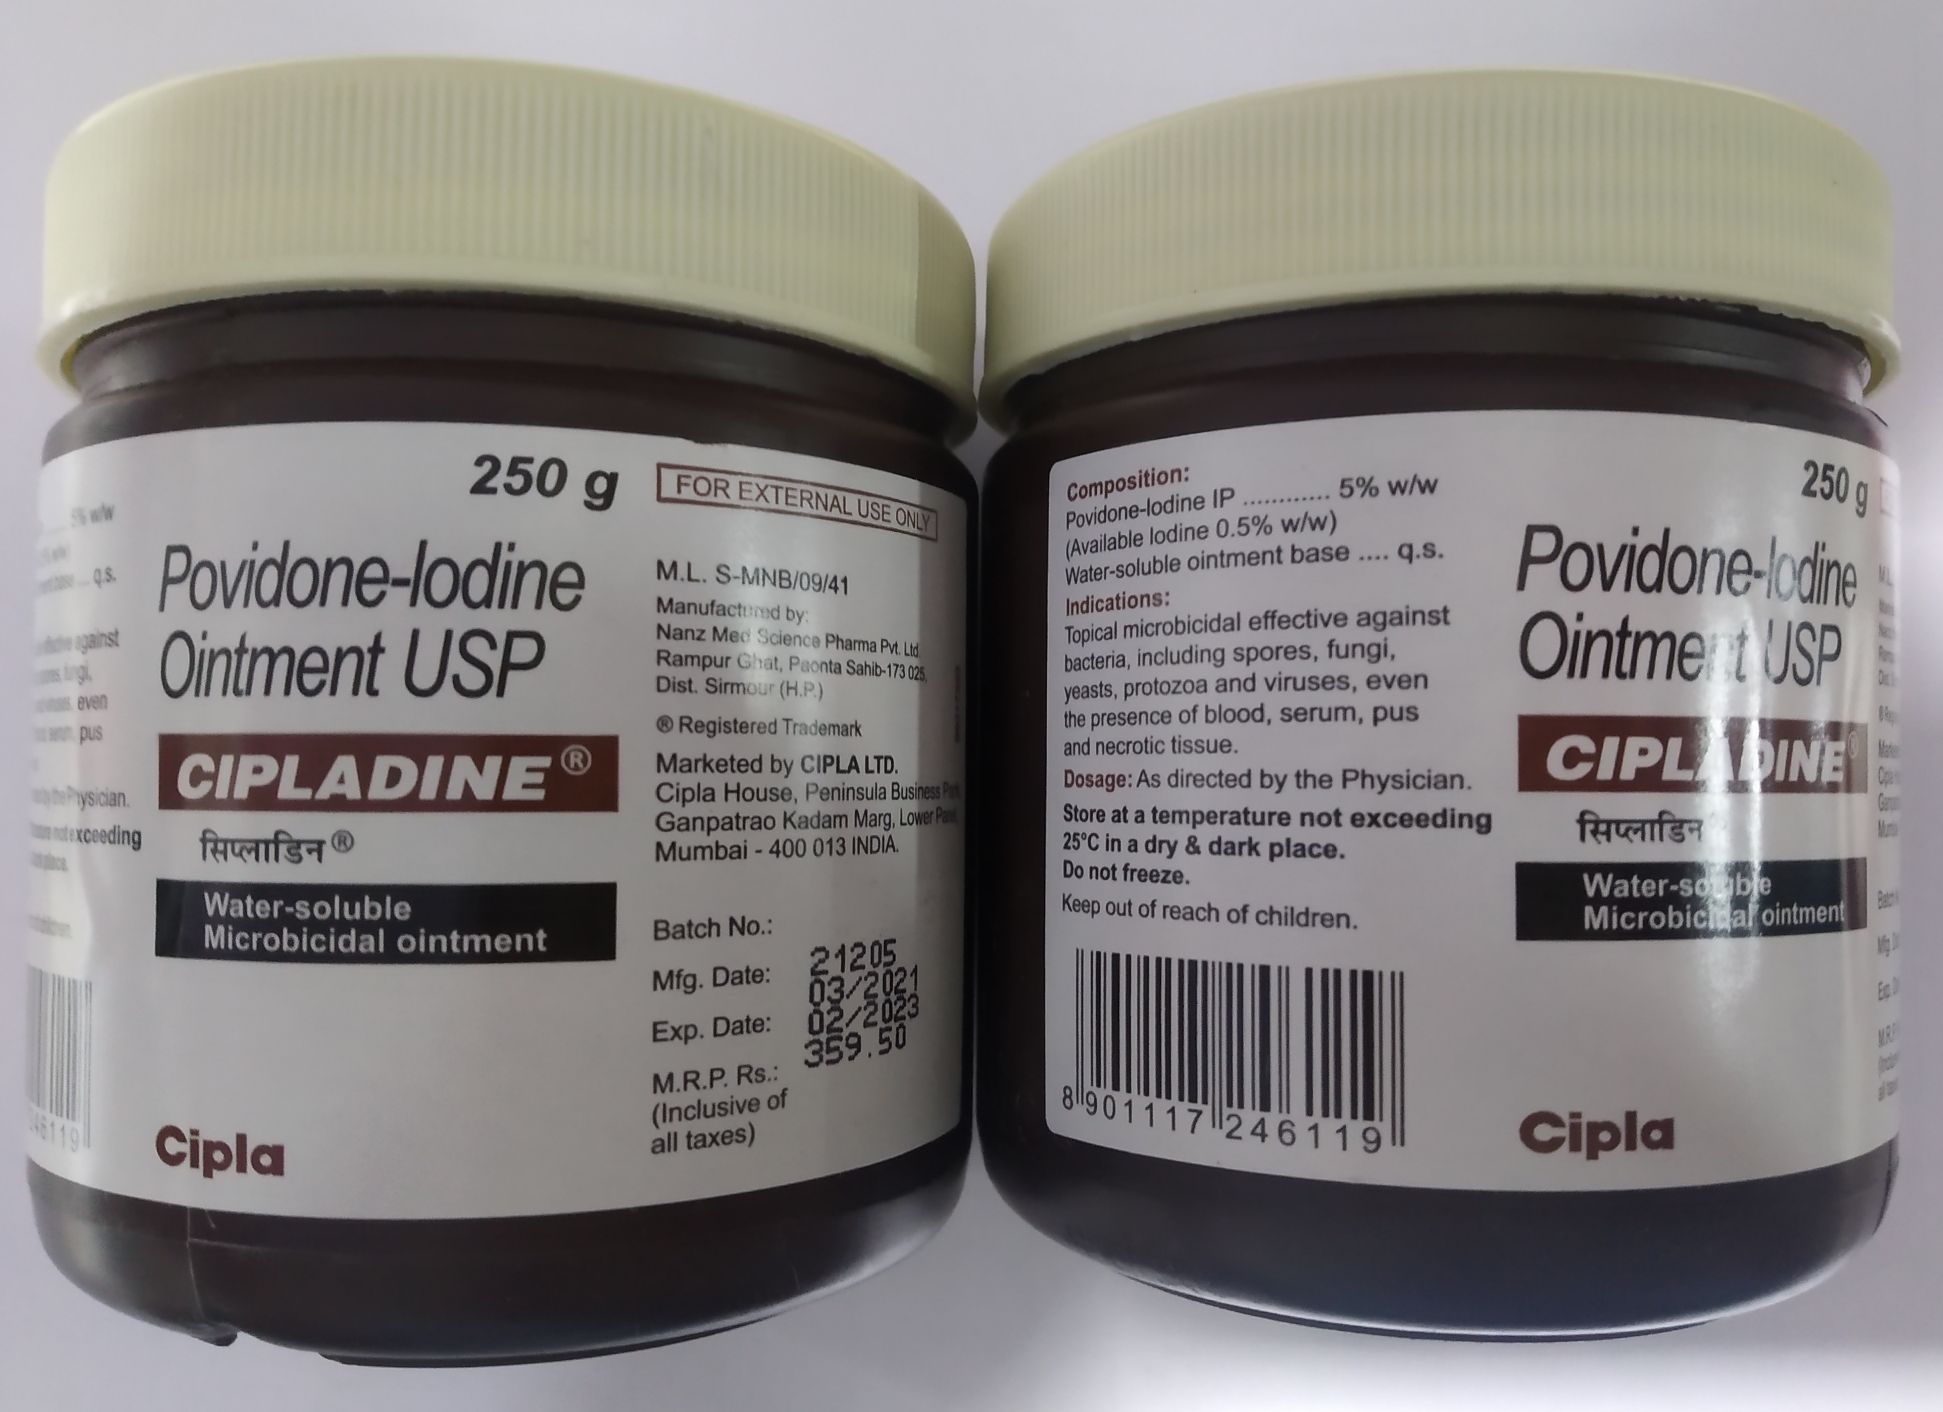 5% w/w
q.s.
against
fungi,
even
pus
Physician.
exceeding
250 g
Povidone-Iodine
Ointment USP
CIPLADINE®
सिप्लाडिन®
Water-soluble
Microbicidal ointment
Cipla
FOR EXTERNAL USE ONLY
M.L. S-MNB/09/41
Manufactured by:
Nanz Med Science Pharma Pvt. Ltd.
Rampur Ghat, Paonta Sahib-173 025,
Dist. Sirmour (H.P.)
® Registered Trademark
Marketed by CIPLA LTD.
Cipla House, Peninsula Business Park,
Ganpatrao Kadam Marg, Lower Parel,
Mumbai - 400 013 INDIA.
Batch No.: 21205
Mfg. Date: 03/2021
Exp. Date: 02/2023
M.R.P. Rs.: 359.50
(Inclusive of
all taxes)
Composition:
Povidone-Iodine IP ............ 5% w/w
(Available Iodine 0.5% w/w)
Water-soluble ointment base .... q.s.
Indications:
Topical microbicidal effective against
bacteria, including spores, fungi,
yeasts, protozoa and viruses, even
the presence of blood, serum, pus
and necrotic tissue.
Dosage: As directed by the Physician.
Store at a temperature not exceeding
25°C in a dry & dark place.
Do not freeze.
Keep out of reach of children.
8 901117 246119
250 g
Povidone-Iodine
Ointment USP
CIPLADINE®
सिप्लाडिन
Water-soluble
Microbicidal ointment
Cipla